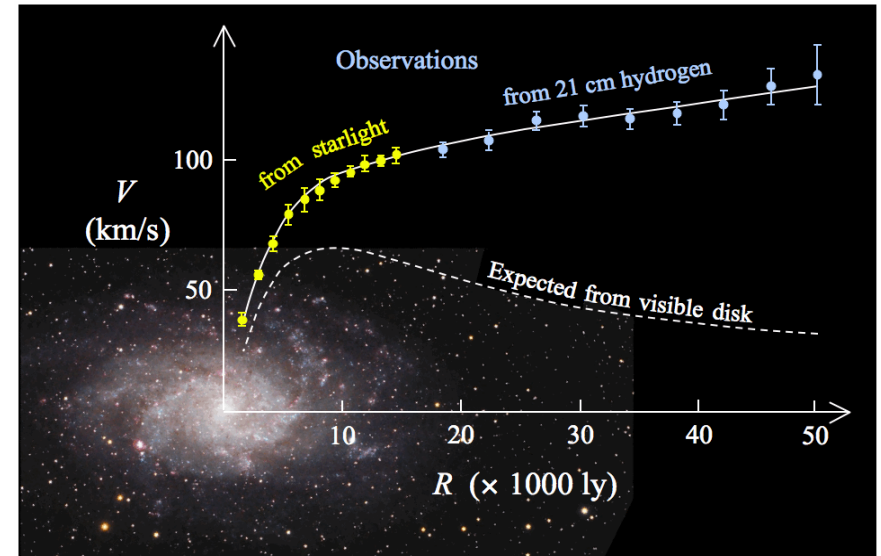 Observations
from 21 cm hydrogen
from starlight
100
V
(km/s)
50
Expected from visible disk
10 20 30 40 50
R (× 1000 ly)